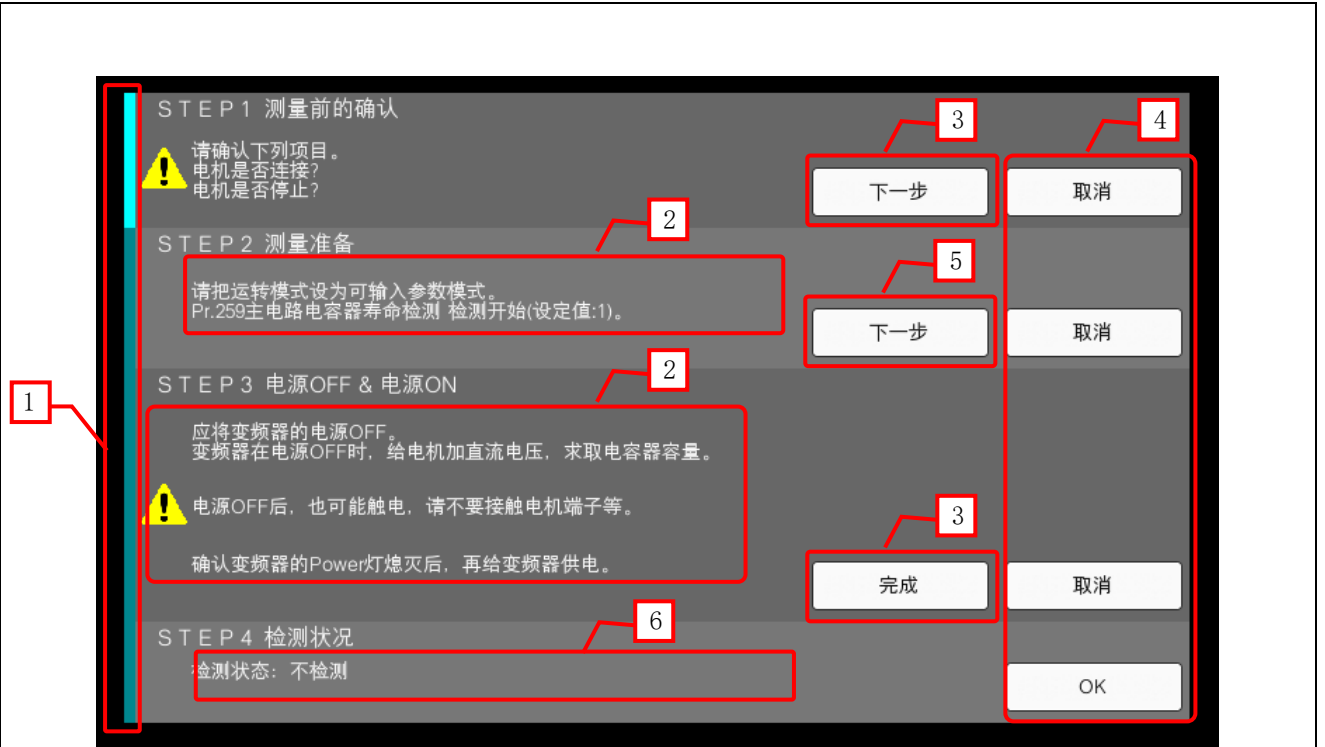 STEP1 测量前的确认
3
4
请确认下列项目。
电机是否连接?
电机是否停止?
下一步
取消
2
STEP2 测量准备
5
请把运转模式设为可输入参数模式。
Pr.259主电路电容器寿命检测 检测开始(设定值:1)。
下一步
取消
2
STEP3 电源OFF & 电源ON
1
应将变频器的电源OFF。
变频器在电源OFF时，给电机加直流电压，求取电容器容量。
电源OFF后，也可能触电，请不要接触电机端子等。
3
确认变频器的Power灯熄灭后，再给变频器供电。
完成
取消
6
STEP4 检测状况
检测状态：不检测
OK